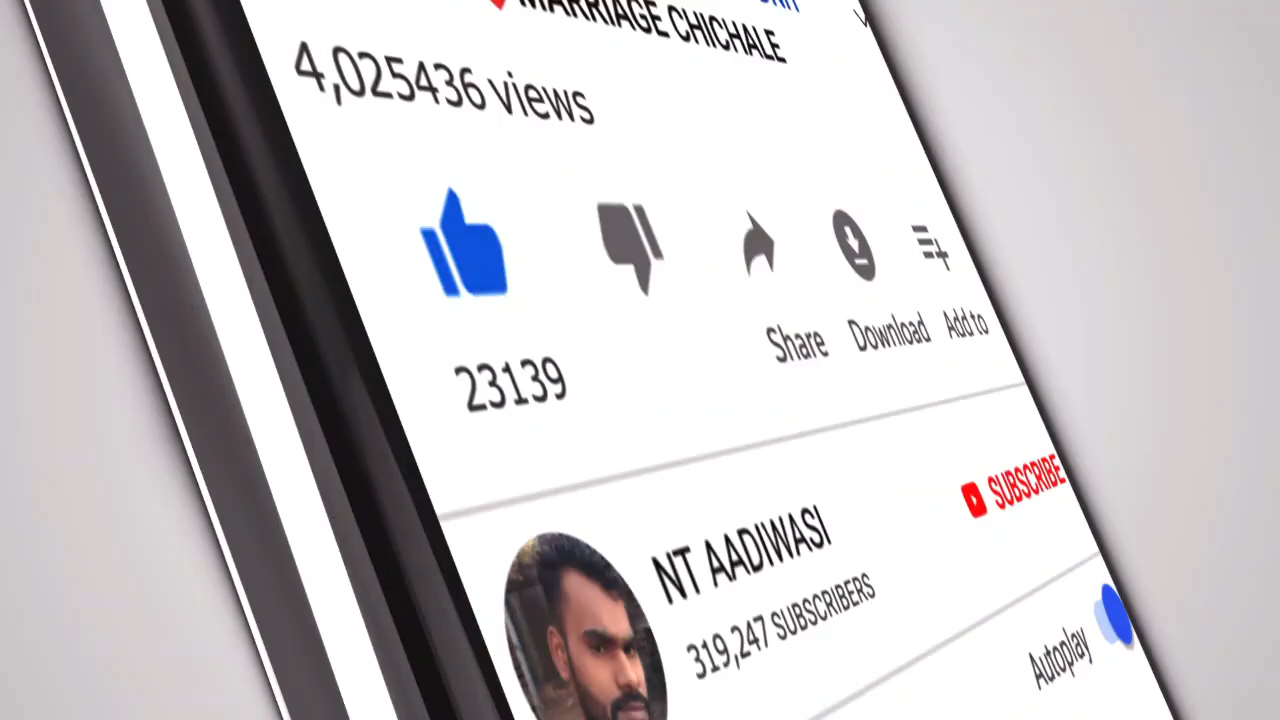 MARRIAGE CHICHALE
4,025436 views
23139
Share
Download
Add to
SUBSCRIBE
NT AADIWASI
319,247 SUBSCRIBERS
Autoplay